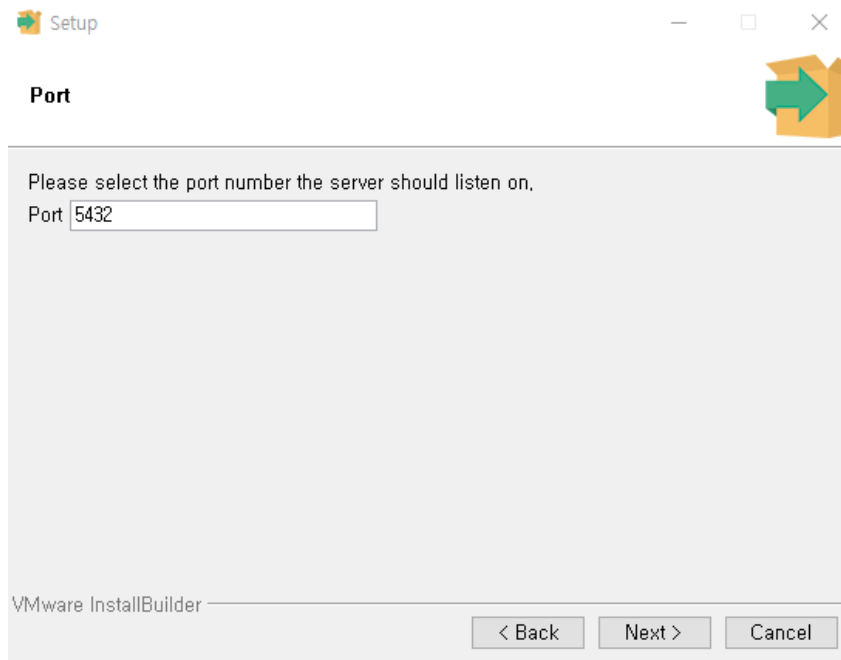 Setup
Port
Please select the port number the server should listen on,
Port 5432
VMware InstallBuilder
< Back Next > Cancel